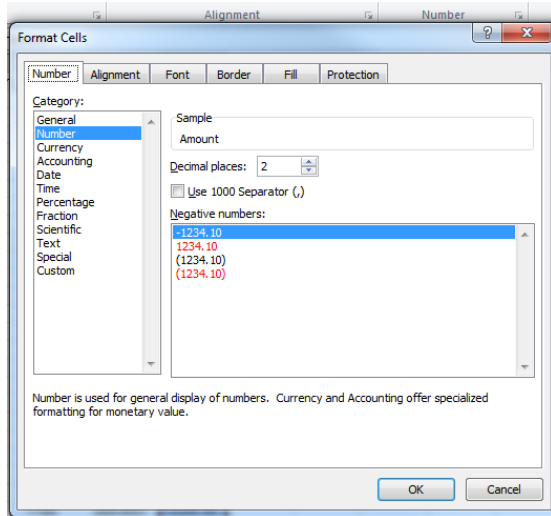 Alignment Number
Format Cells
Number Alignment Font Border Fill Protection
Category:
General
Number
Currency
Accounting
Date
Time
Percentage
Fraction
Scientific
Text
Special
Custom
Sample
Amount
Decimal places: 2
Use 1000 Separator (,)
Negative numbers:
-1234.10
1234.10
(1234.10)
(1234.10)
Number is used for general display of numbers. Currency and Accounting offer specialized
formatting for monetary value.
OK Cancel